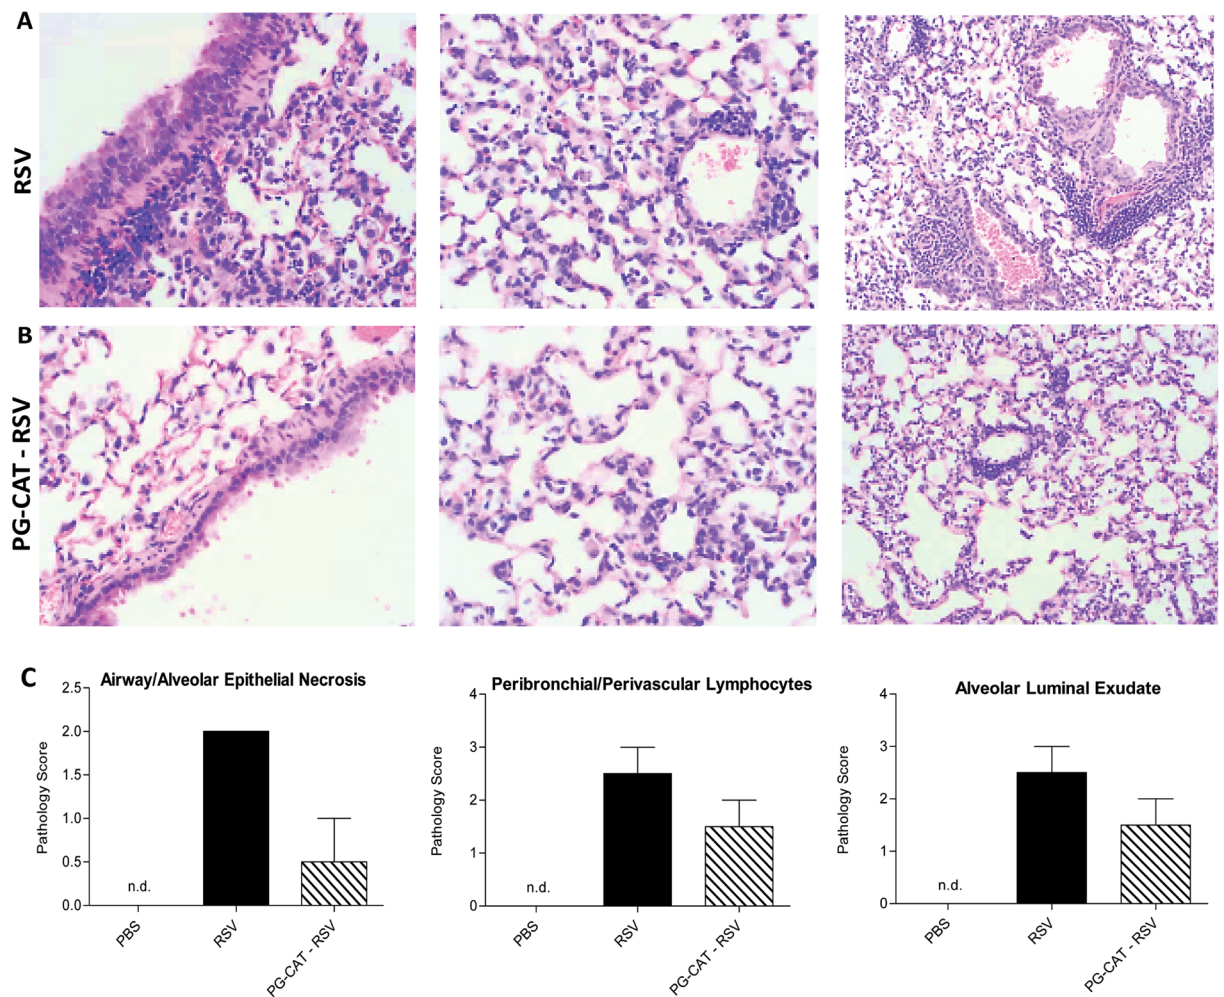 A
RSV
B
PG-CAT - RSV
C
Airway/Alveolar Epithelial Necrosis
Pathology Score
2.5
2.0
1.5
1.0
0.5
0.0
n.d.
PBS
RSV
PG-CAT - RSV
Peribronchial/Perivascular Lymphocytes
Pathology Score
4
3
2
1
0
n.d.
PBS
RSV
PG-CAT - RSV
Alveolar Luminal Exudate
Pathology Score
4
3
2
1
0
n.d.
PBS
RSV
PG-CAT - RSV